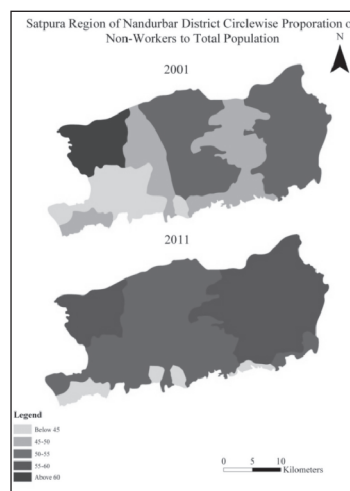 Satpura Region of Nandurbar District Circlewise Proporation o
Non-Workers to Total Population
N
2001
2011
Legend
Below 45
45-50
50-55
55-60
Above 60
0 5 10
Kilometers